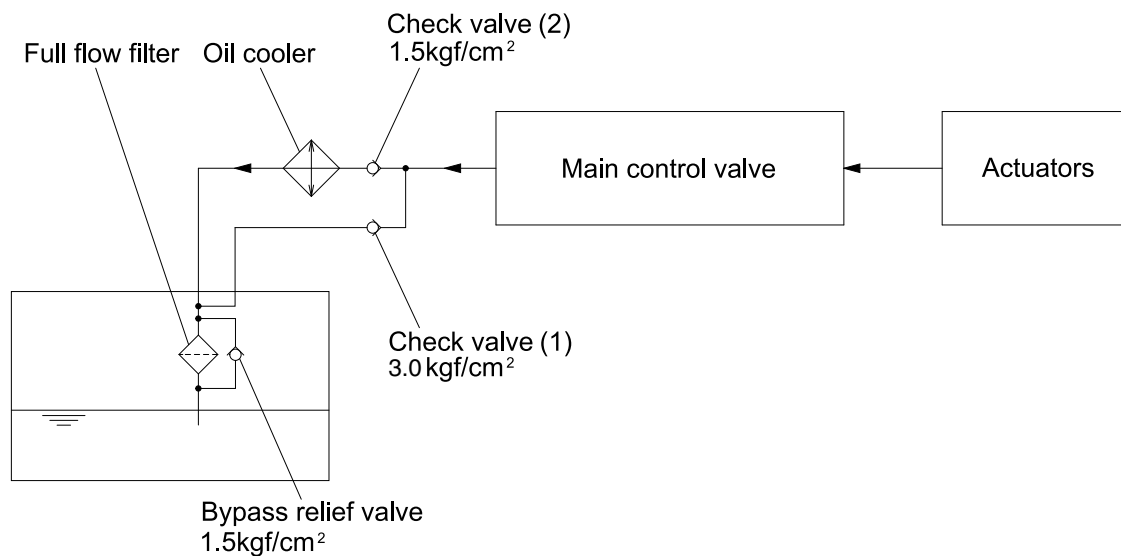 Check valve (2)
1.5kgf/cm²
Full flow filter
Oil cooler
Main control valve
Actuators
Check valve (1)
3.0kgf/cm²
Bypass relief valve
1.5kgf/cm²